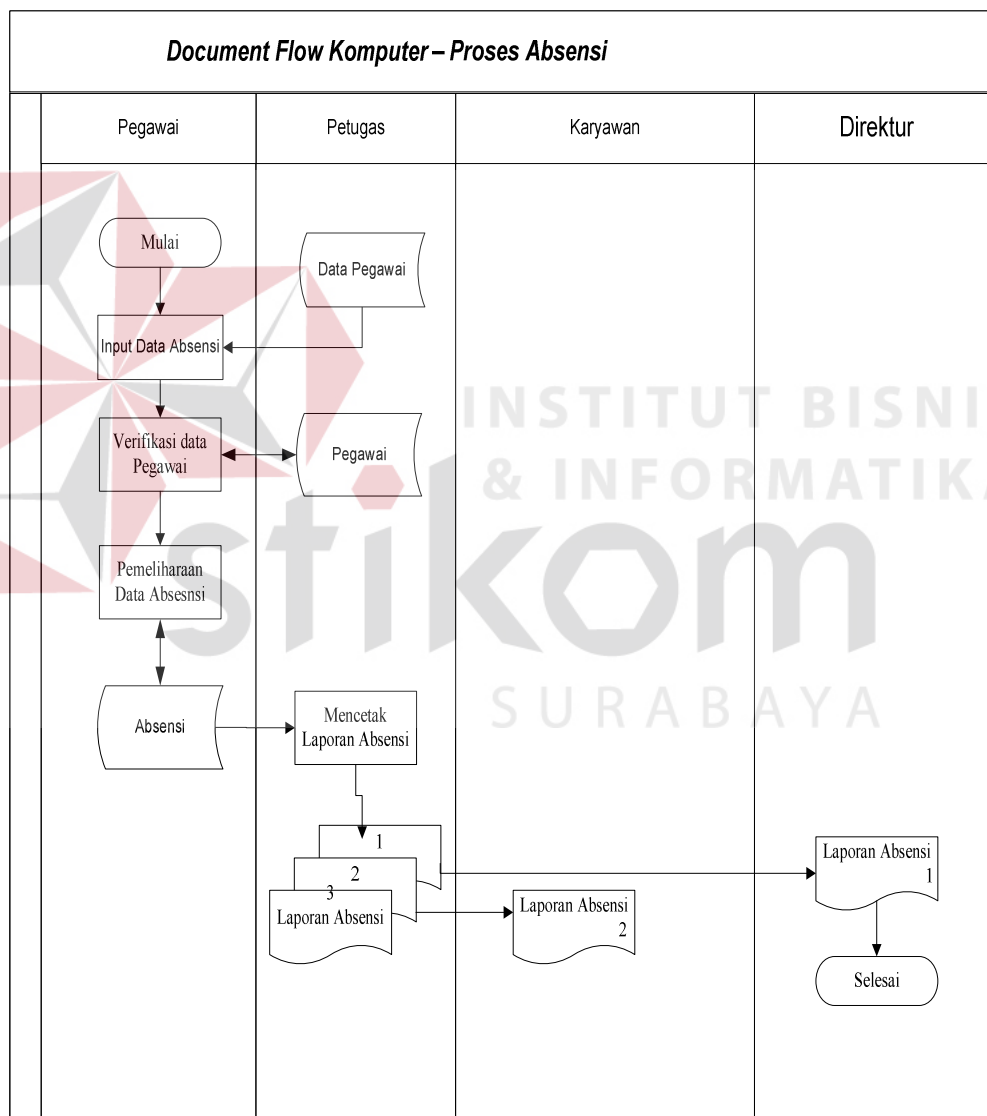 Document Flow Komputer – Proses Absensi
Pegawai
Petugas
Karyawan
Direktur
Mulai
Data Pegawai
Input Data Absensi
Verifikasi data
Pegawai
Pegawai
Pemeliharaan
Data Absesnsi
Absensi
Mencetak
Laporan Absensi
1
2
3
Laporan Absensi
Laporan Absensi
2
Laporan Absensi
1
Selesai
INSTITUT BISNI
& INFORMATIKA
stikom
SURABAYA